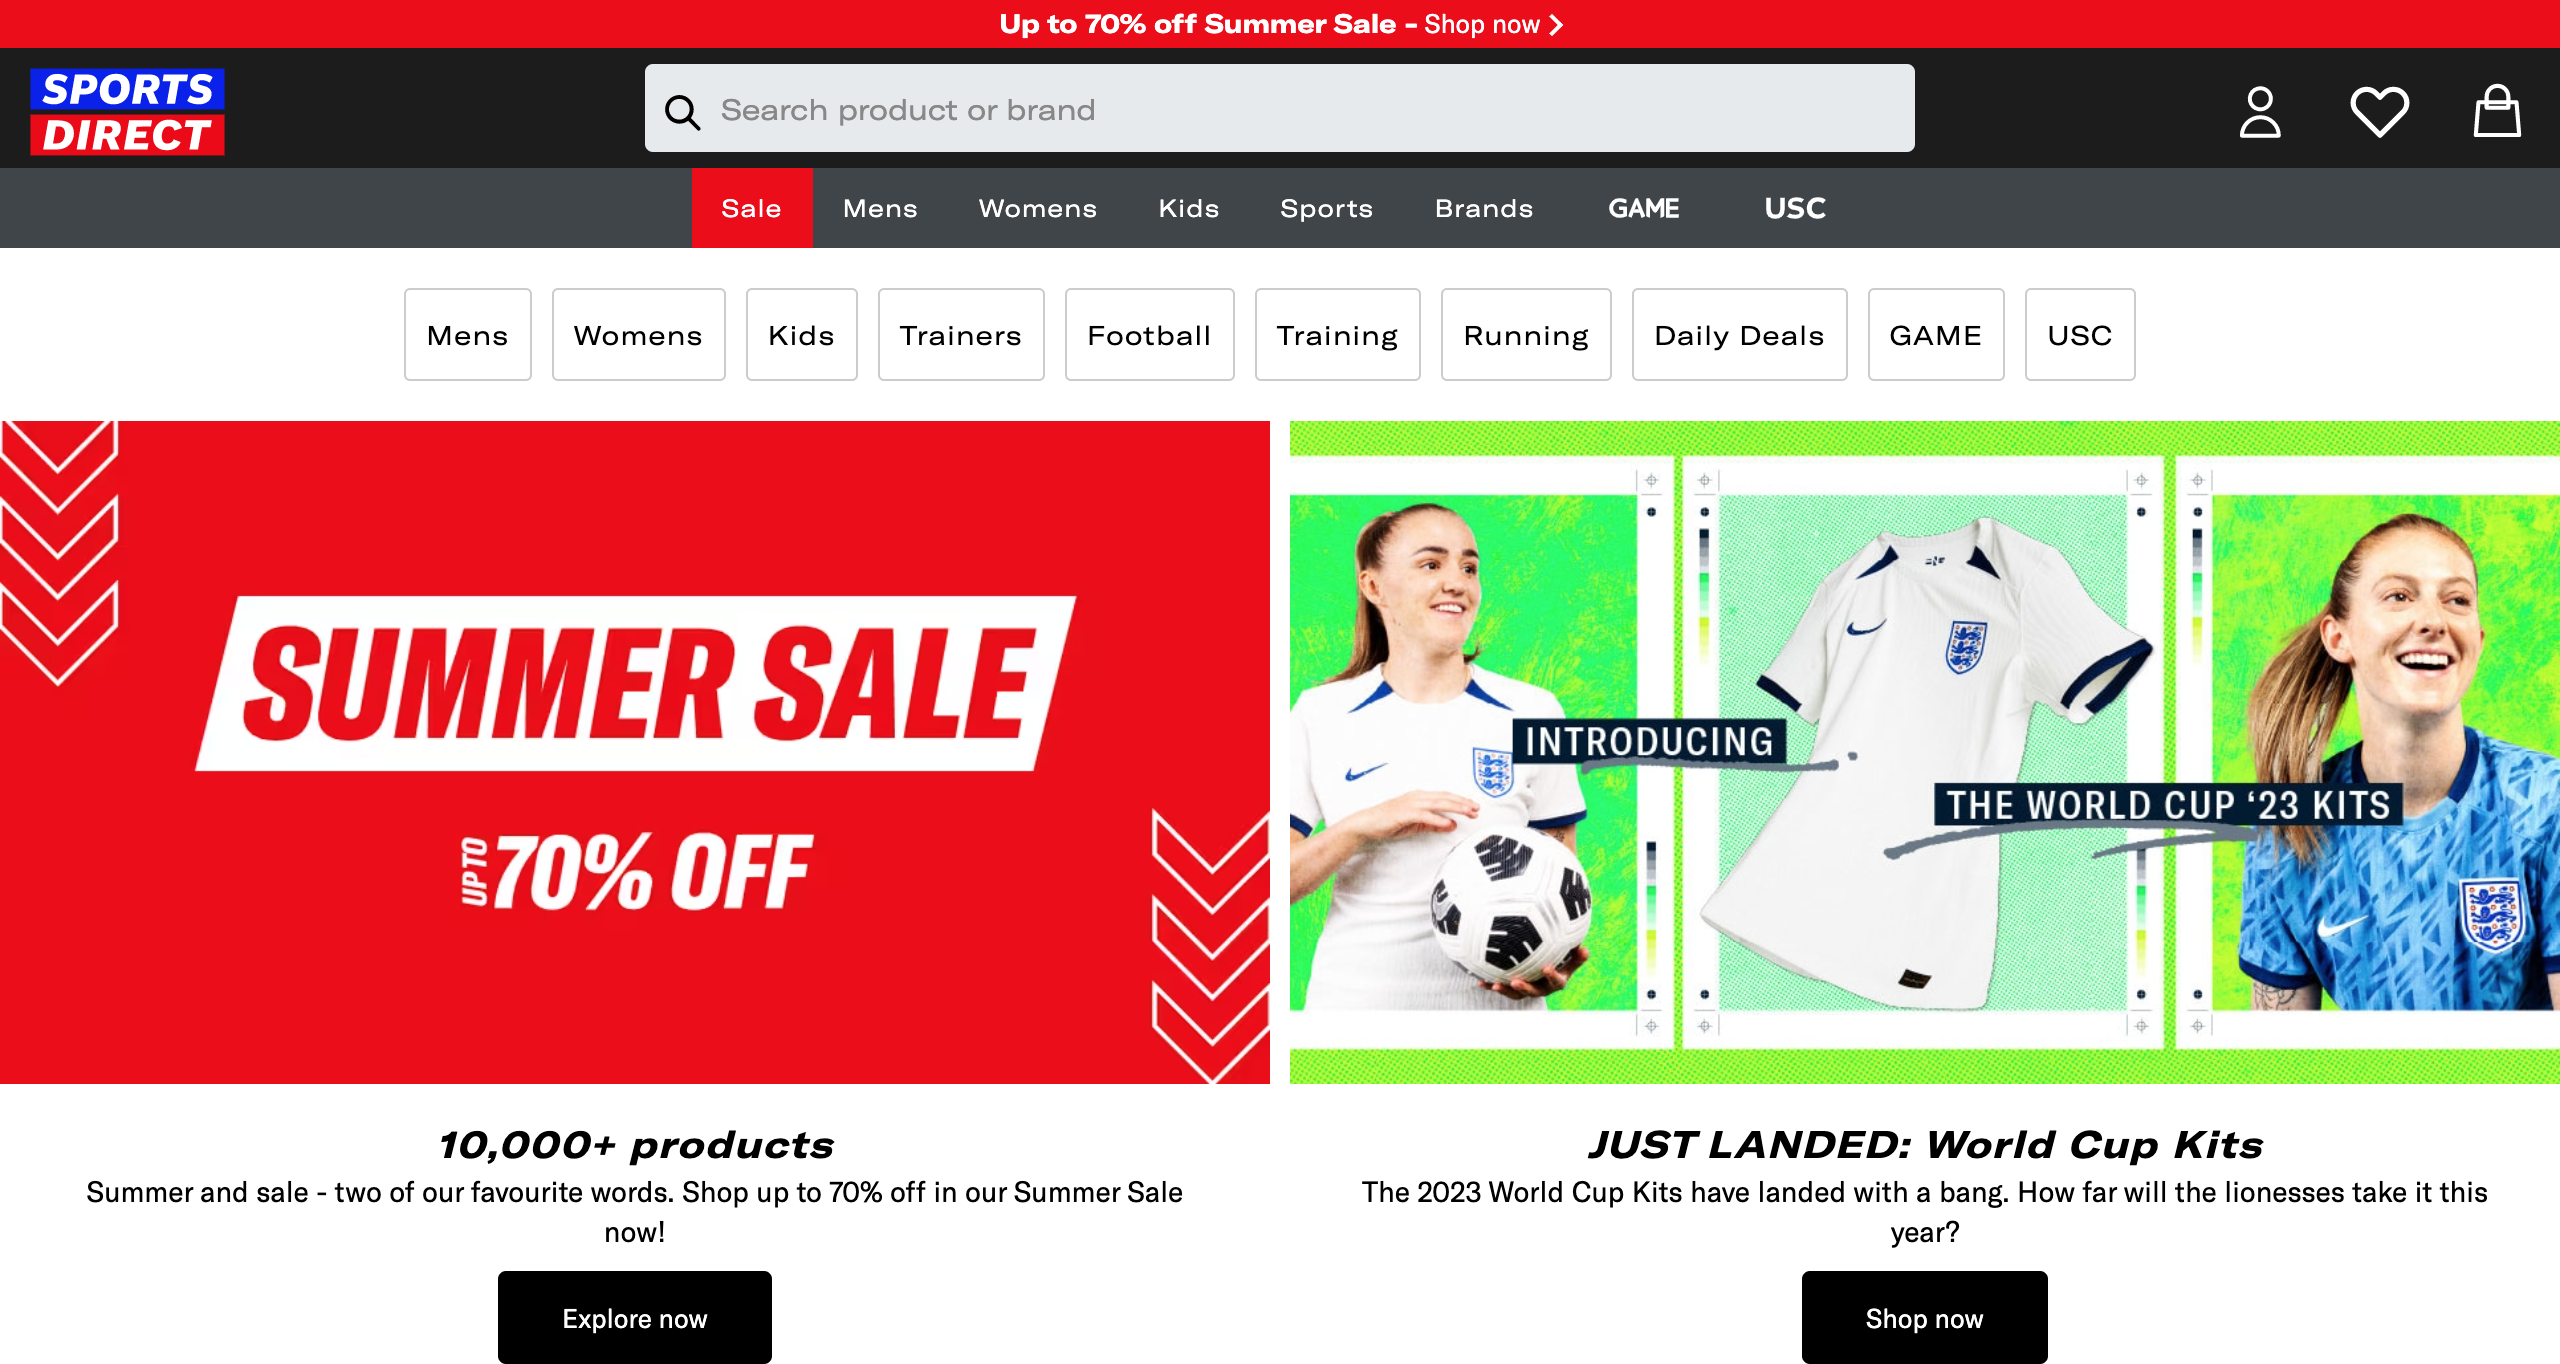 Up to 70% off Summer Sale - Shop now
SPORTS
DIRECT
Search product or brand
Sale Mens Womens Kids Sports Brands GAME USC
Mens Womens Kids Trainers Football Training Running Daily Deals GAME USC
SUMMER SALE
UP TO 70% OFF
INTRODUCING
THE WORLD CUP ‘23 KITS
10,000+ products
Summer and sale - two of our favourite words. Shop up to 70% off in our Summer Sale
now!
Explore now
JUST LANDED: World Cup Kits
The 2023 World Cup Kits have landed with a bang. How far will the lionesses take it this
year?
Shop now